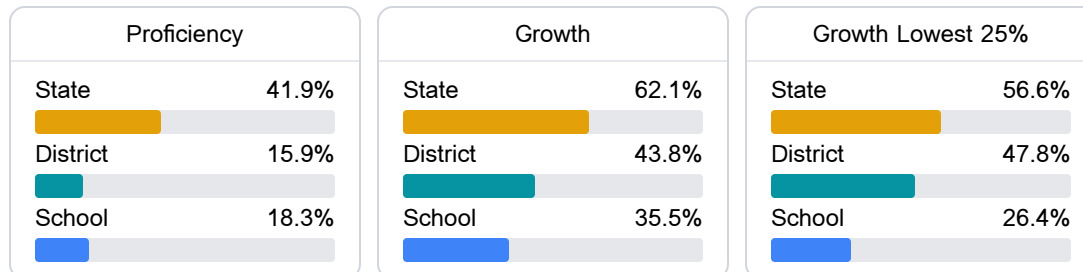 Proficiency
State 41.9%
District 15.9%
School 18.3%
Growth
State 62.1%
District 43.8%
School 35.5%
Growth Lowest 25%
State 56.6%
District 47.8%
School 26.4%